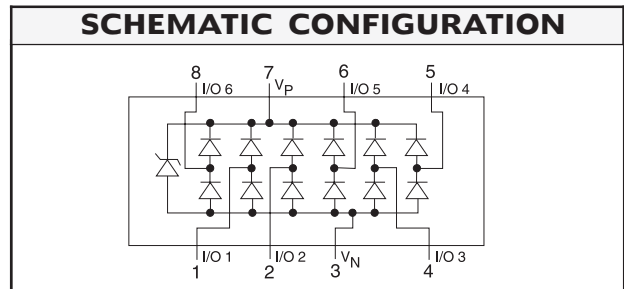 SCHEMATIC CONFIGURATION
8 7 6 5
I/O 6 VP I/O 5 I/O 4
I/O 1 I/O 2 VN I/O 3
1 2 3 4